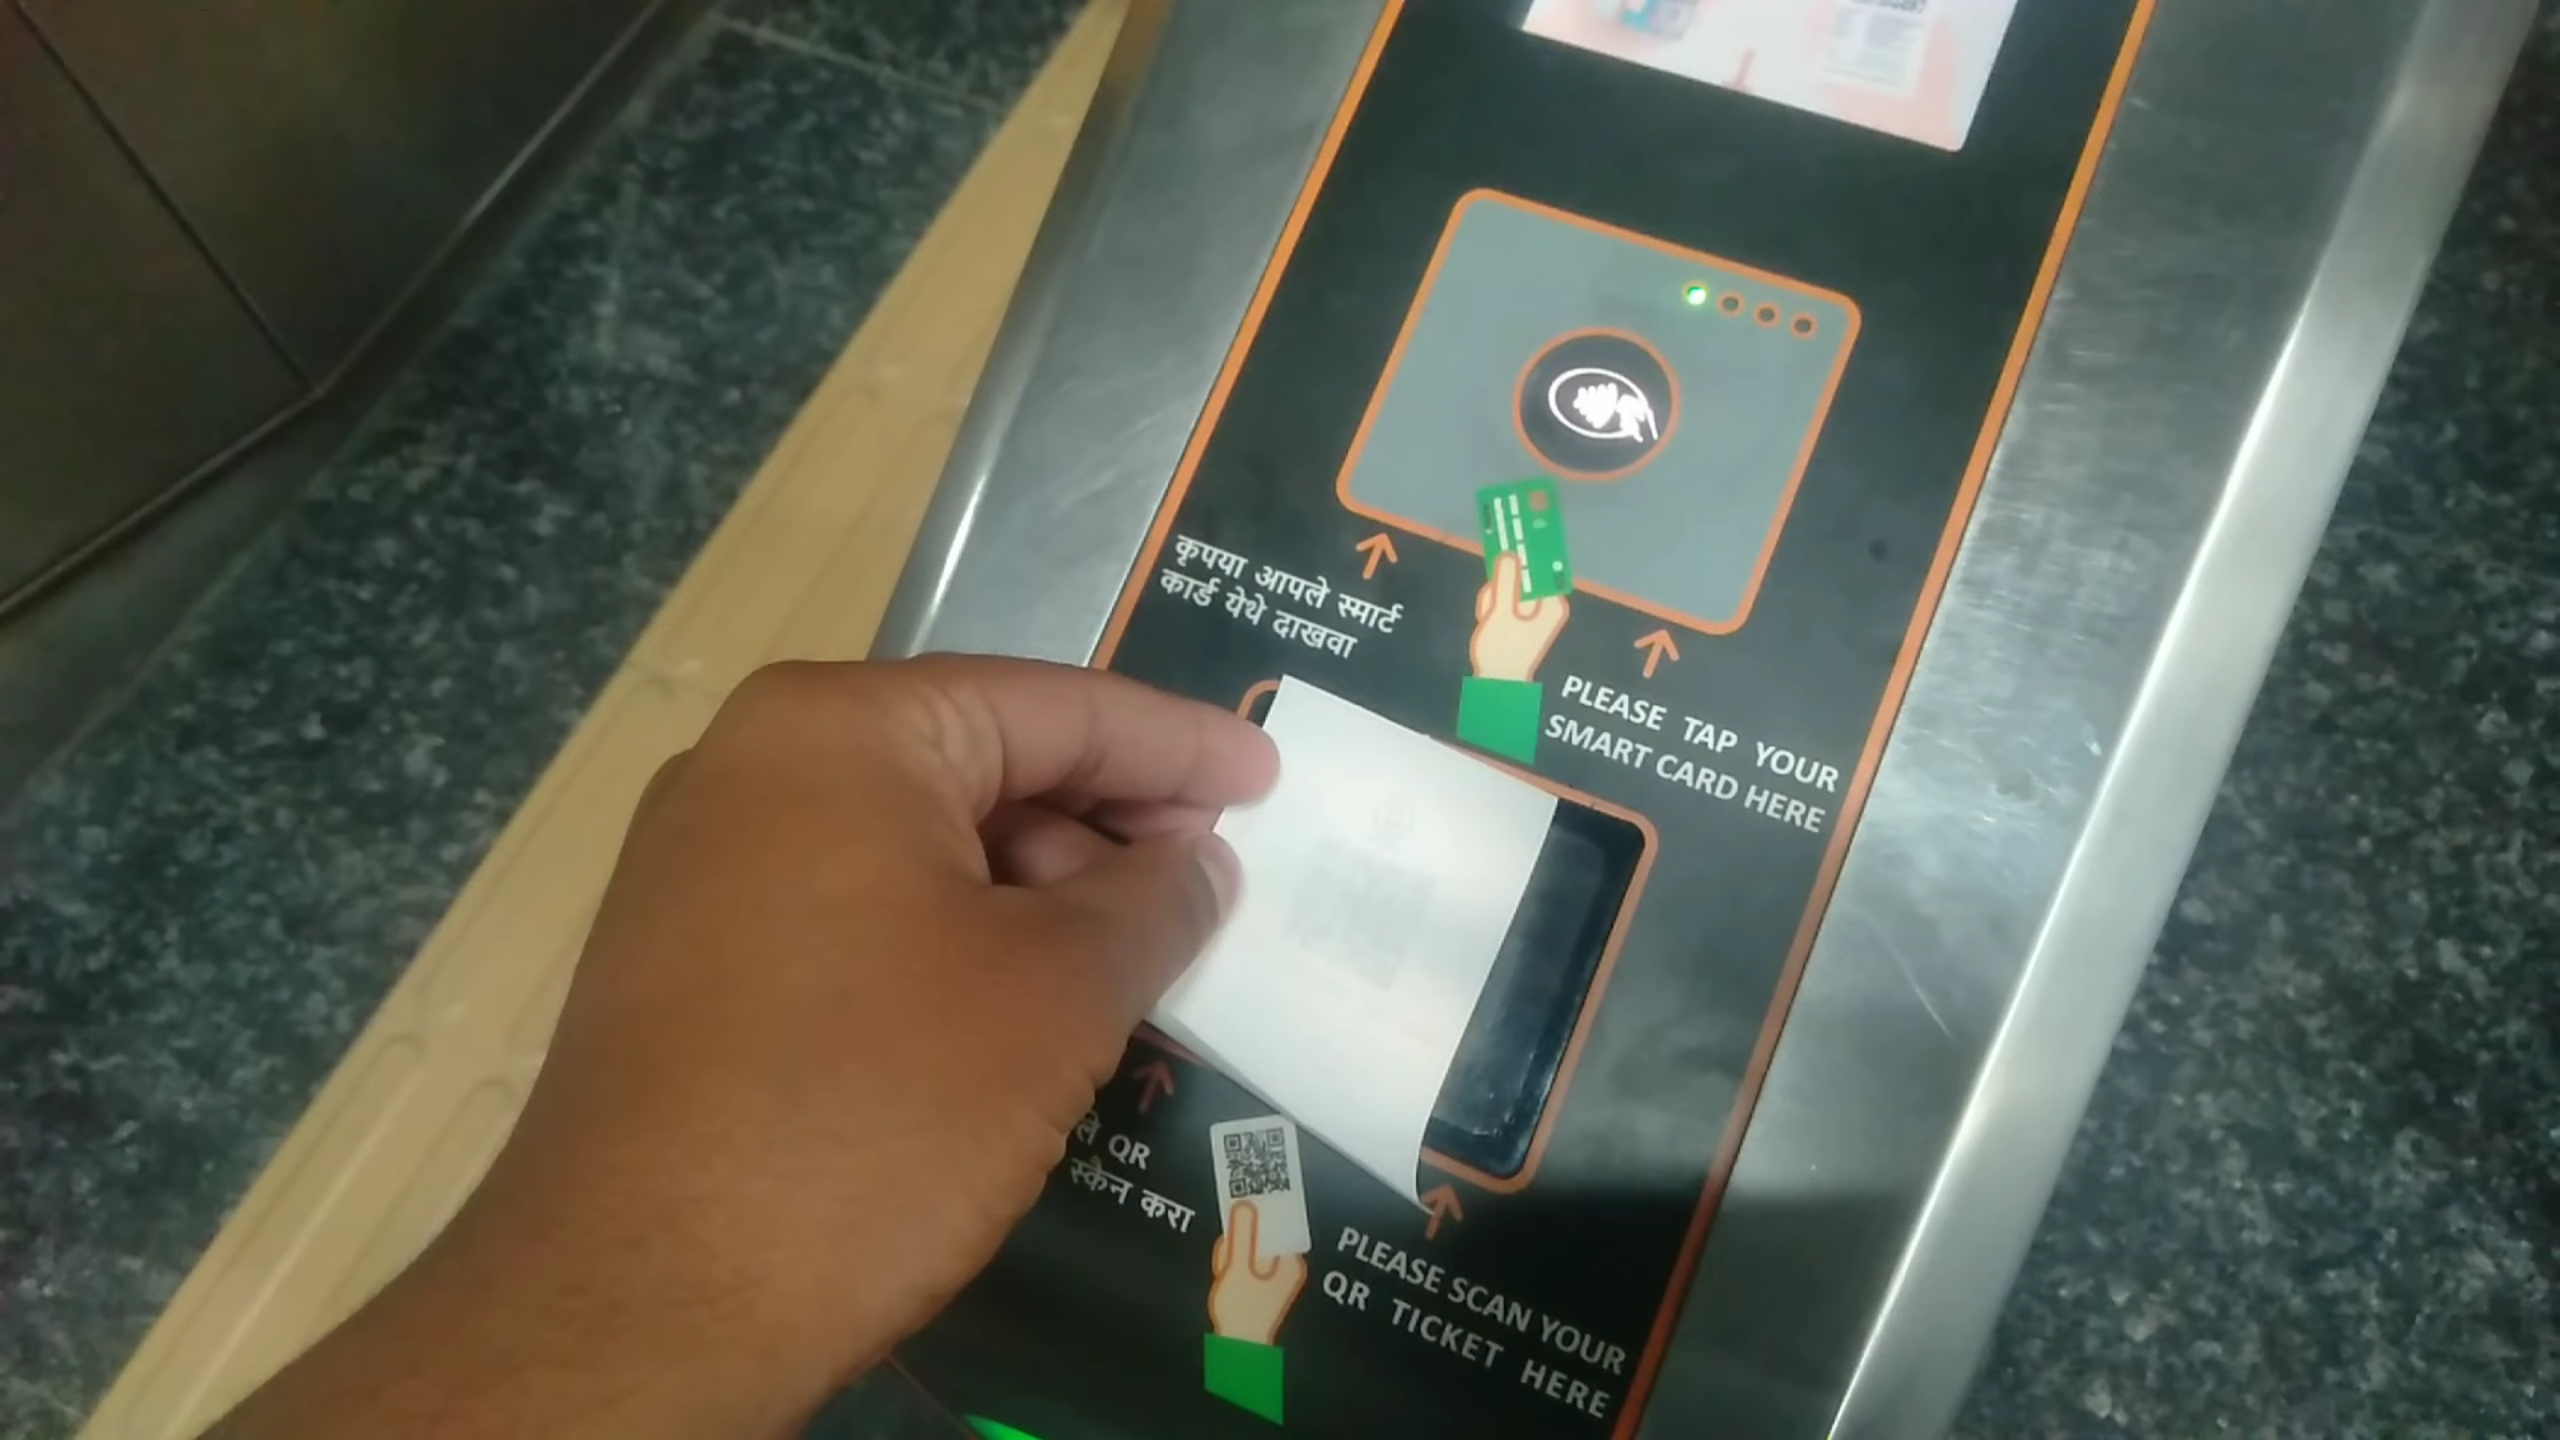 कृपया आपले स्मार्ट
कार्ड येथे दाखवा
PLEASE TAP YOUR
SMART CARD HERE
QR
स्कॅन करा
PLEASE SCAN YOUR
QR TICKET HERE